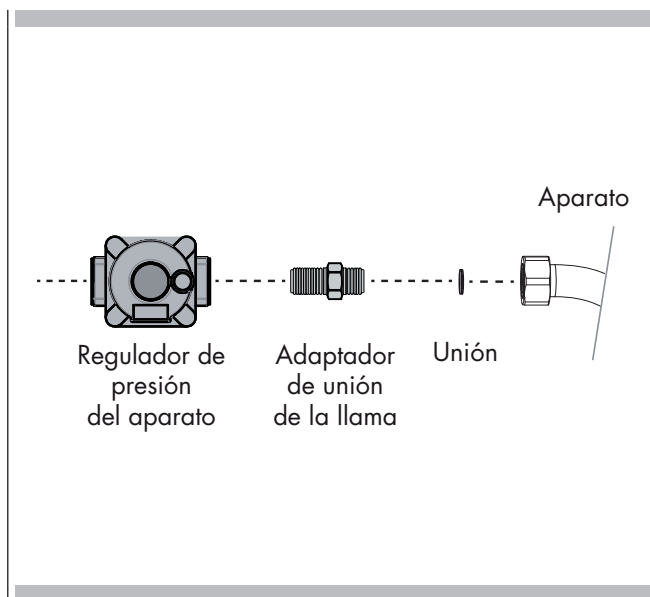 Aparato
Regulador de
presión
del aparato
Adaptador
de unión
de la llama
Unión